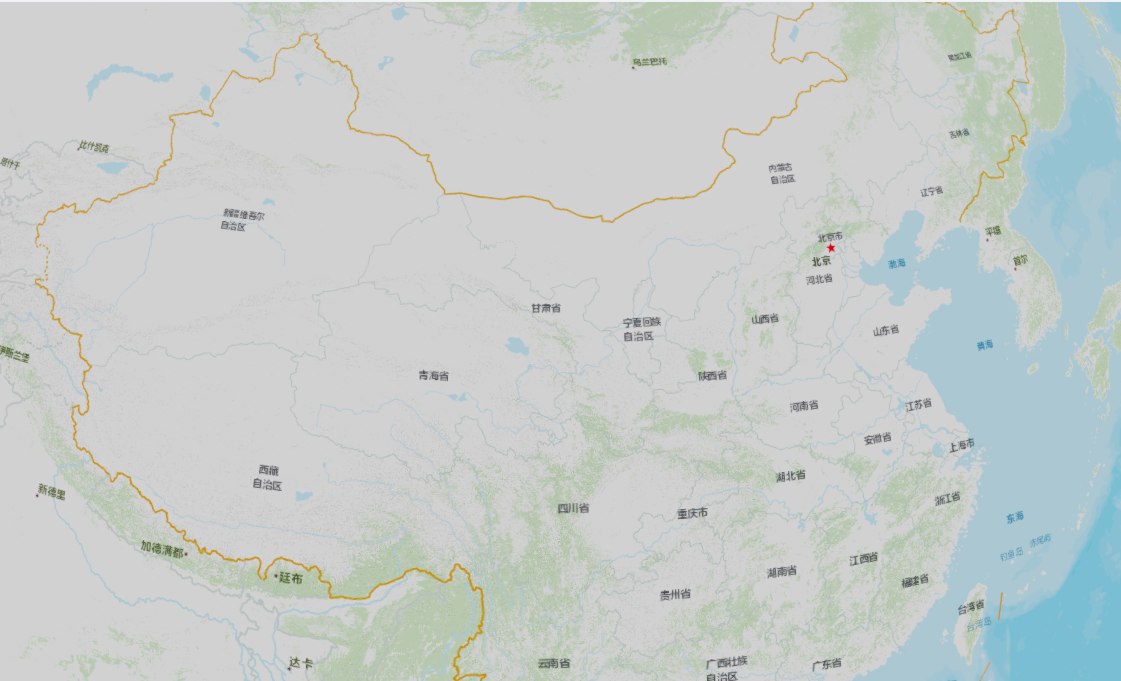 乌兰巴托
黑龙江省
吉林省
比什凯克
内蒙古
自治区
辽宁省
新疆维吾尔
自治区
平壤
北京市
北京
渤海
首尔
河北省
甘肃省
宁夏回族
自治区
山西省
山东省
黄海
伊斯兰堡
青海省
陕西省
河南省
江苏省
安徽省
上海市
西藏
自治区
湖北省
新德里
浙江省
四川省
重庆市
东海
钓鱼岛
赤尾屿
加德满都
廷布
湖南省
江西省
福建省
贵州省
台湾省
台湾岛
达卡
云南省
广西壮族
自治区
广东省